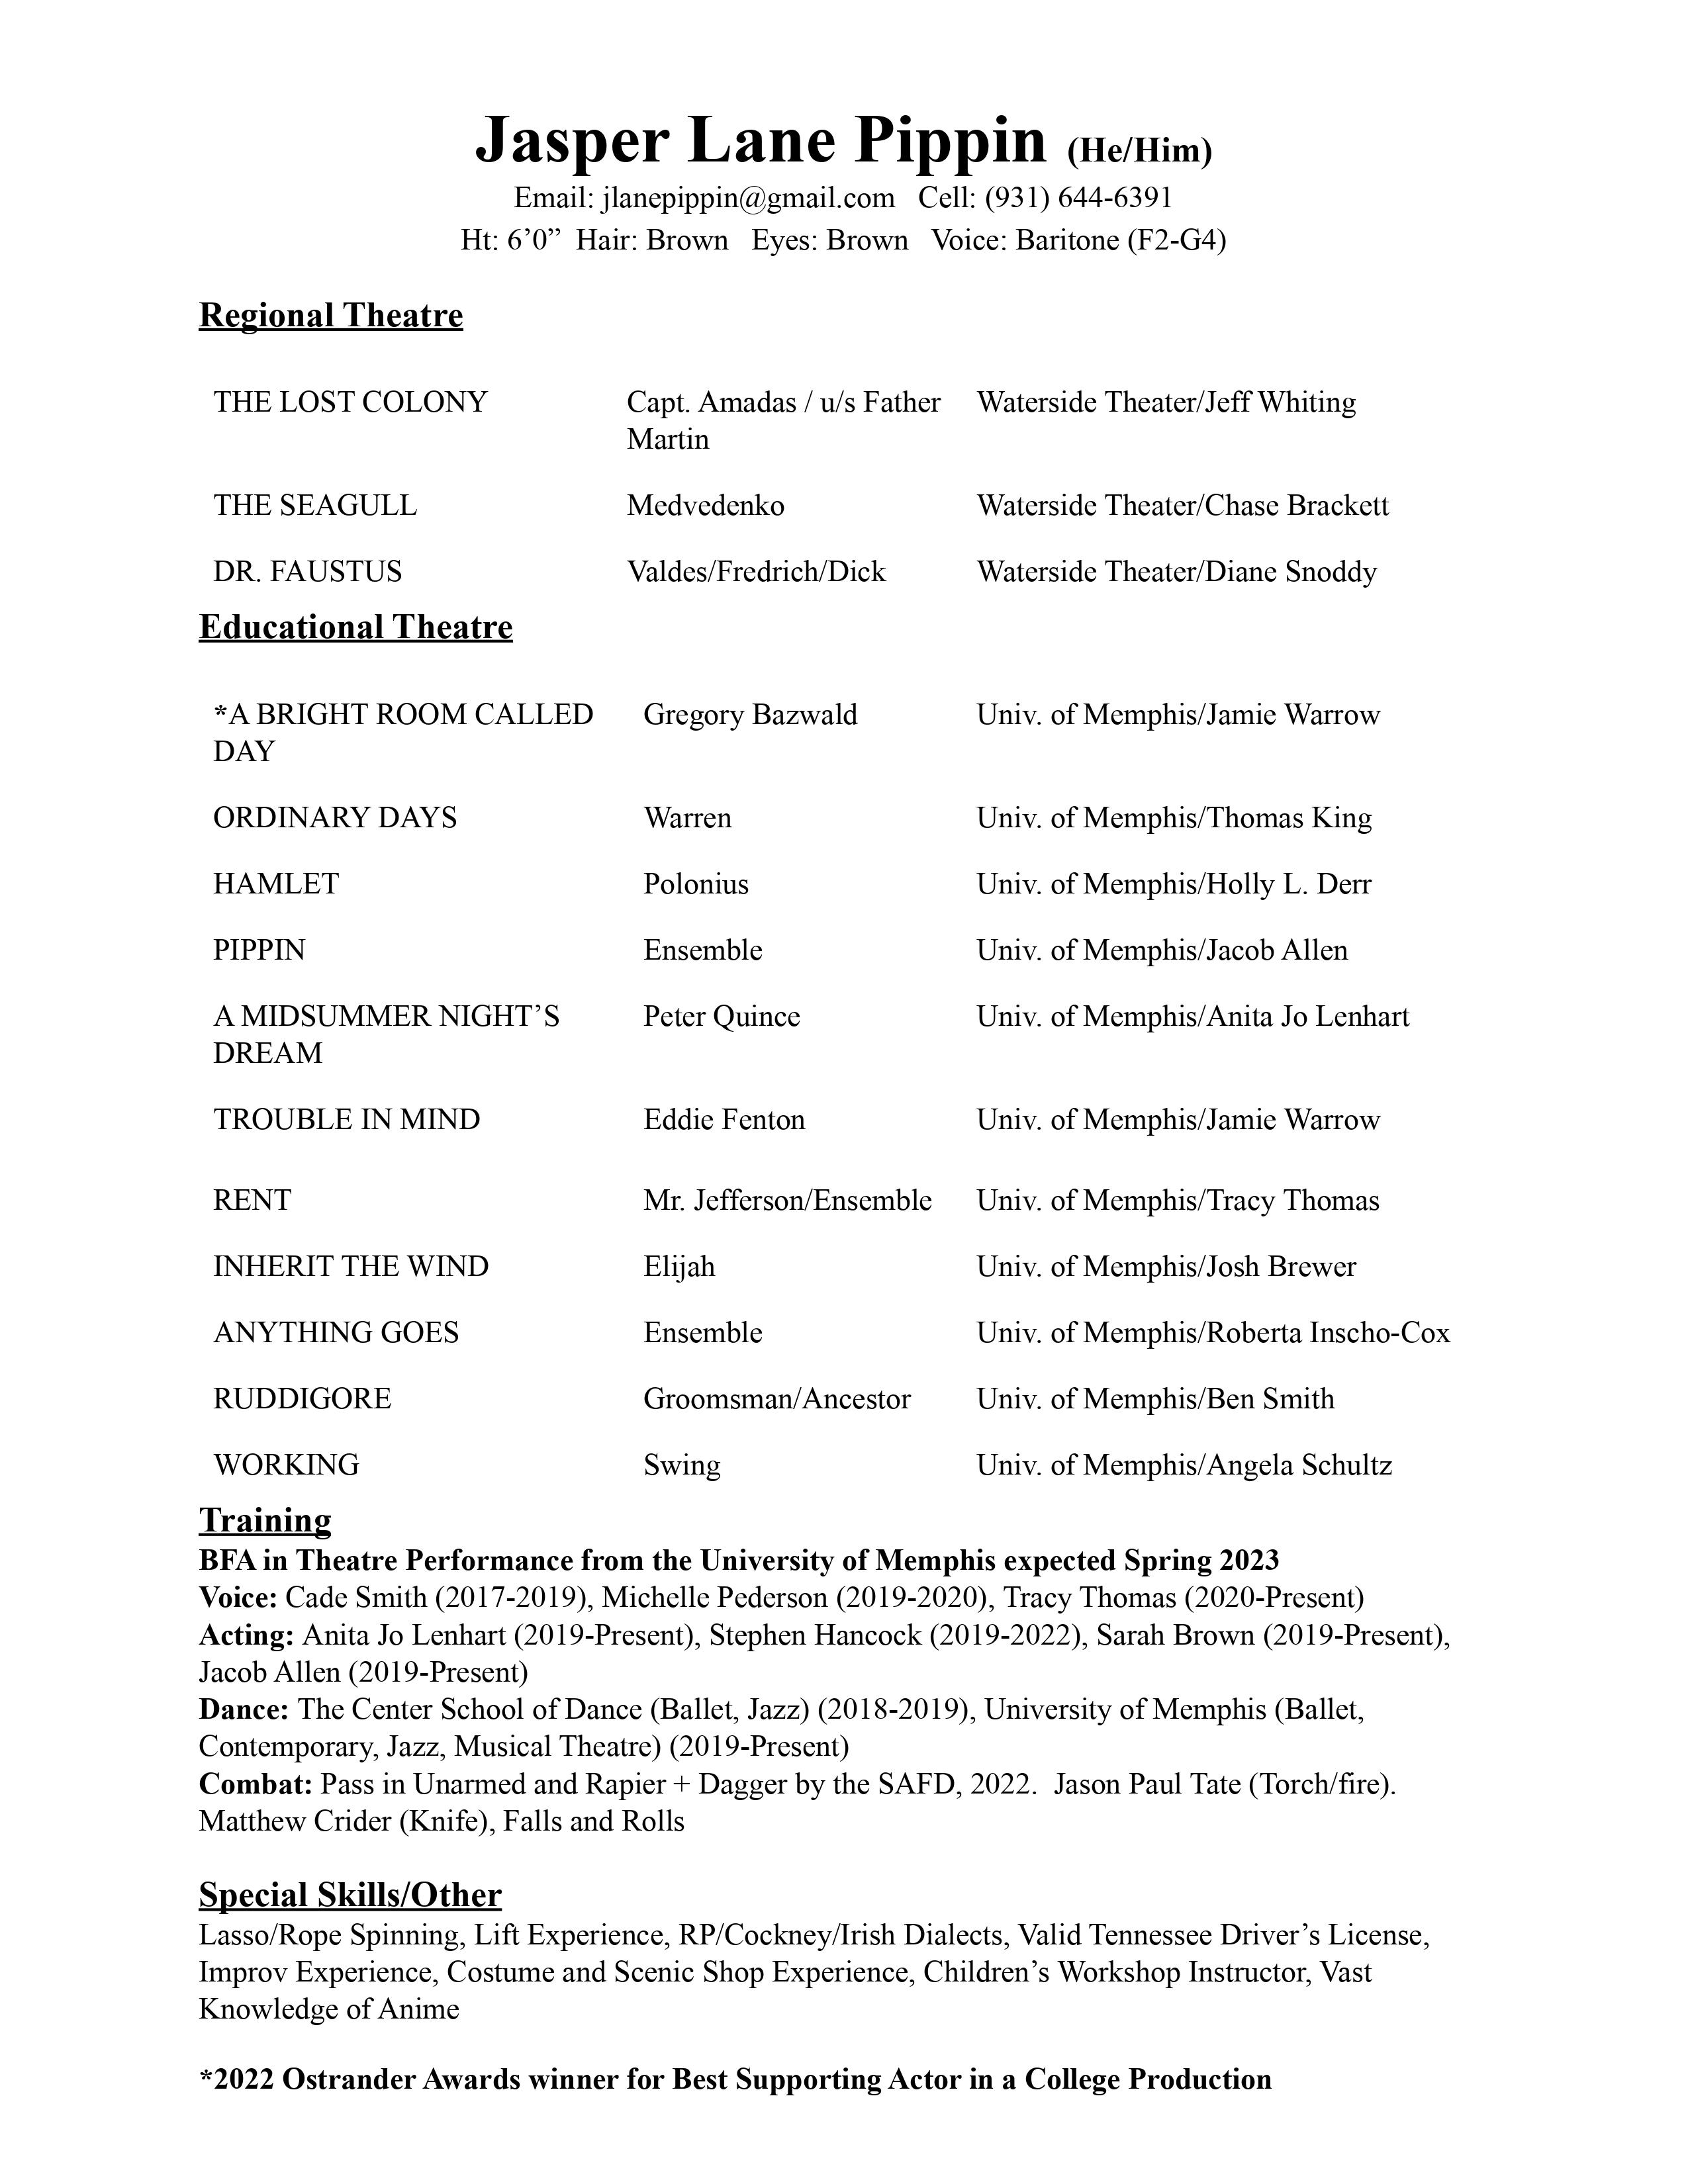 Jasper Lane Pippin (He/Him)
Email: jlanepippin@gmail.com Cell: (931) 644-6391
Ht: 6’0” Hair: Brown Eyes: Brown Voice: Baritone (F2-G4)
Regional Theatre
THE LOST COLONY Capt. Amadas / u/s Father Waterside Theater/Jeff Whiting
Martin
THE SEAGULL Medvedenko Waterside Theater/Chase Brackett
DR. FAUSTUS Valdes/Fredrich/Dick Waterside Theater/Diane Snoddy
Educational Theatre
*A BRIGHT ROOM CALLED Gregory Bazwald Univ. of Memphis/Jamie Warrow
DAY
ORDINARY DAYS Warren Univ. of Memphis/Thomas King
HAMLET Polonius Univ. of Memphis/Holly L. Derr
PIPPIN Ensemble Univ. of Memphis/Jacob Allen
A MIDSUMMER NIGHT’S Peter Quince Univ. of Memphis/Anita Jo Lenhart
DREAM
TROUBLE IN MIND Eddie Fenton Univ. of Memphis/Jamie Warrow
RENT Mr. Jefferson/Ensemble Univ. of Memphis/Tracy Thomas
INHERIT THE WIND Elijah Univ. of Memphis/Josh Brewer
ANYTHING GOES Ensemble Univ. of Memphis/Roberta Inscho-Cox
RUDDIGORE Groomsman/Ancestor Univ. of Memphis/Ben Smith
WORKING Swing Univ. of Memphis/Angela Schultz
Training
BFA in Theatre Performance from the University of Memphis expected Spring 2023
Voice: Cade Smith (2017-2019), Michelle Pederson (2019-2020), Tracy Thomas (2020-Present)
Acting: Anita Jo Lenhart (2019-Present), Stephen Hancock (2019-2022), Sarah Brown (2019-Present),
Jacob Allen (2019-Present)
Dance: The Center School of Dance (Ballet, Jazz) (2018-2019), University of Memphis (Ballet,
Contemporary, Jazz, Musical Theatre) (2019-Present)
Combat: Pass in Unarmed and Rapier + Dagger by the SAFD, 2022. Jason Paul Tate (Torch/fire).
Matthew Crider (Knife), Falls and Rolls
Special Skills/Other
Lasso/Rope Spinning, Lift Experience, RP/Cockney/Irish Dialects, Valid Tennessee Driver’s License,
Improv Experience, Costume and Scenic Shop Experience, Children’s Workshop Instructor, Vast
Knowledge of Anime
*2022 Ostrander Awards winner for Best Supporting Actor in a College Production